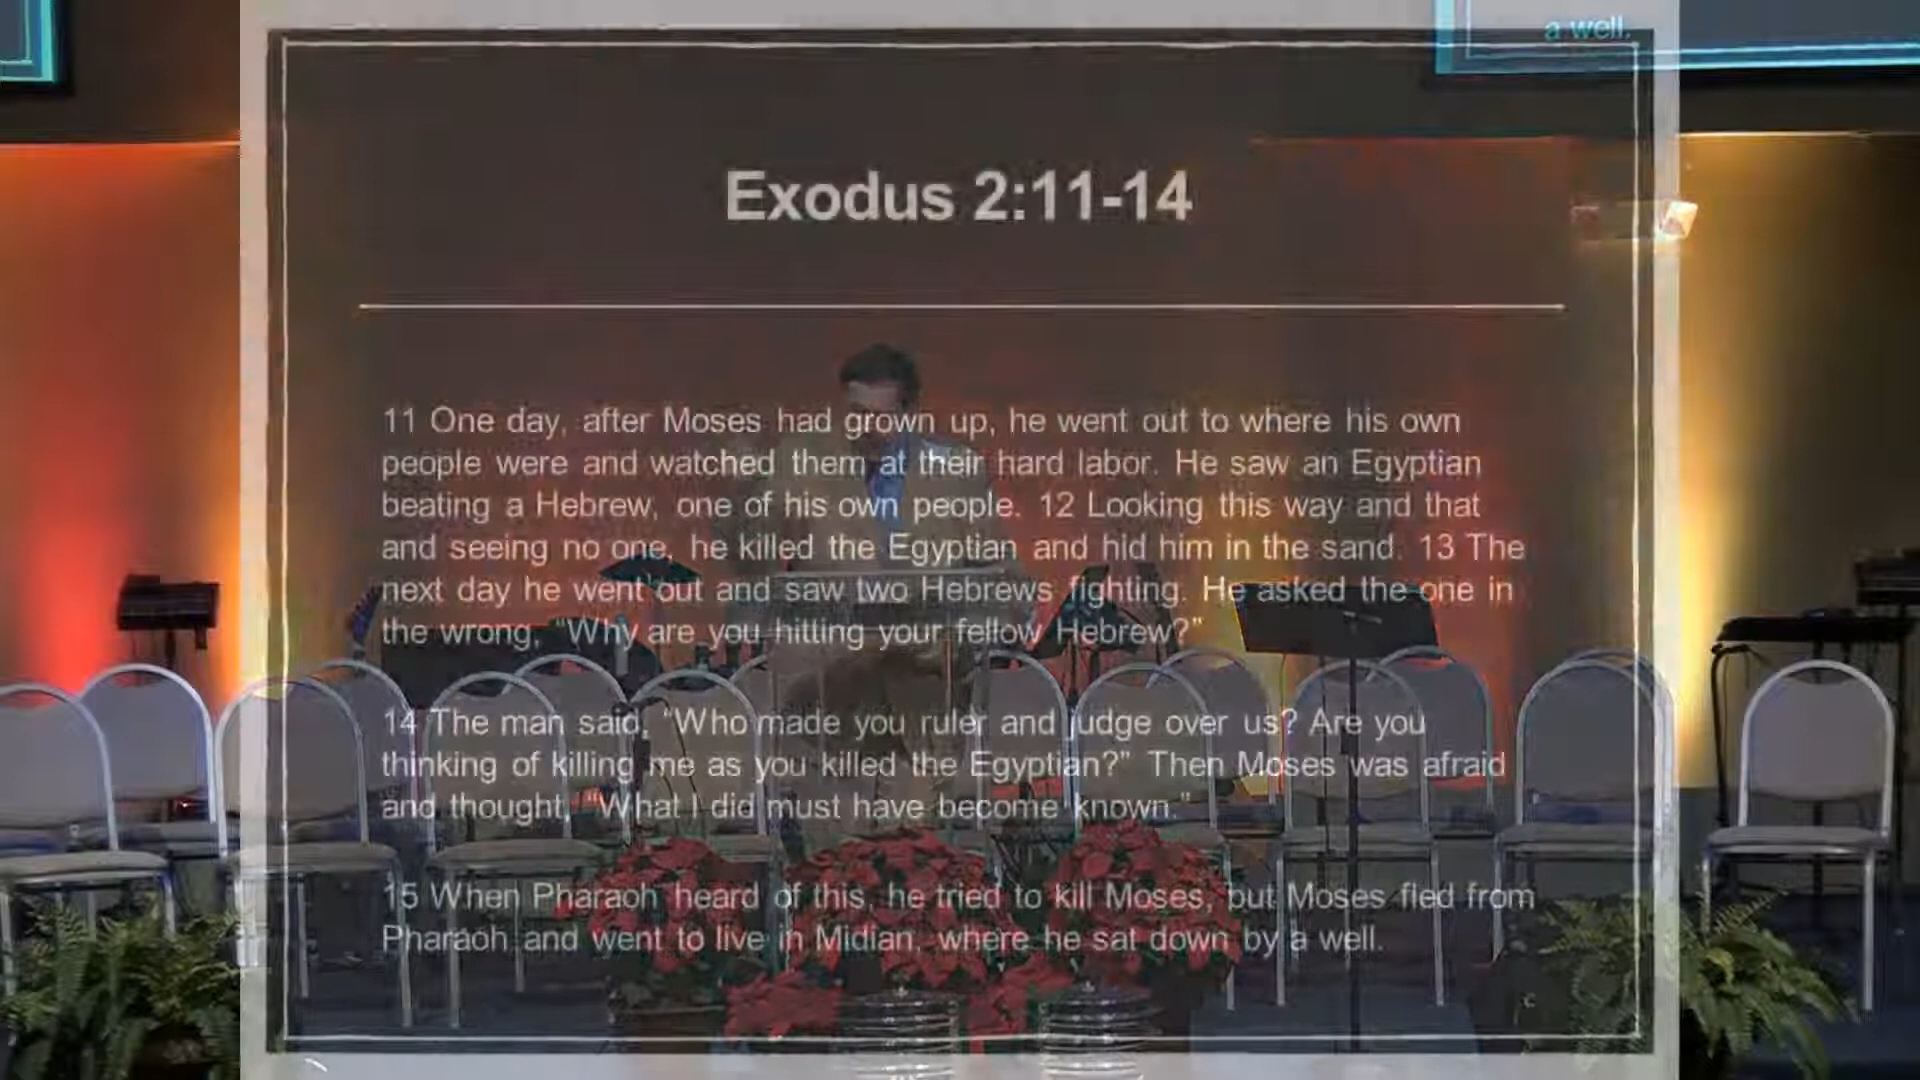 a well.
Exodus 2:11-14
11 One day, after Moses had grown up, he went out to where his own
people were and watched them at their hard labor. He saw an Egyptian
beating a Hebrew, one of his own people. 12 Looking this way and that
and seeing no one, he killed the Egyptian and hid him in the sand. 13 The
next day he went out and saw two Hebrews fighting. He asked the one in
the wrong, “Why are you hitting your fellow Hebrew?”
14 The man said, “Who made you ruler and judge over us? Are you
thinking of killing me as you killed the Egyptian?” Then Moses was afraid
and thought, “What I did must have become known.”
15 When Pharaoh heard of this, he tried to kill Moses, but Moses fled from
Pharaoh and went to live in Midian, where he sat down by a well.